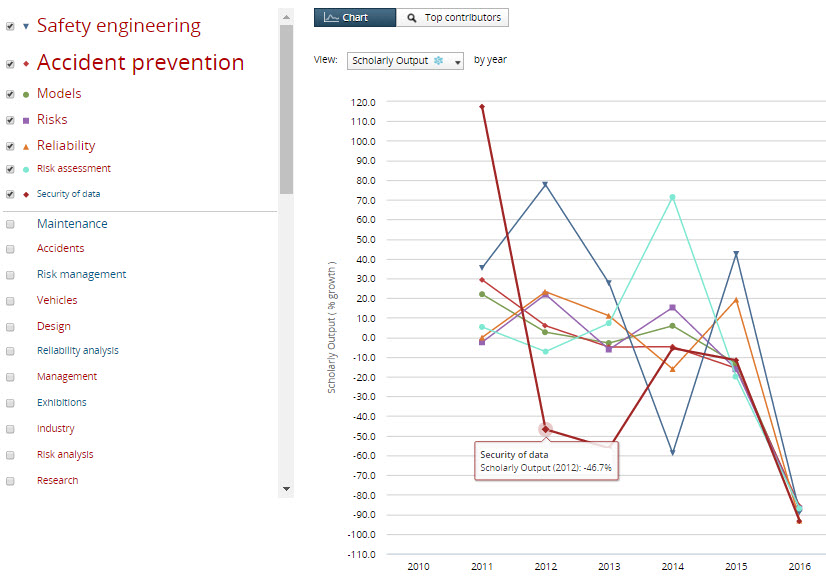 Safety engineering
Accident prevention
Models
Risks
Reliability
Risk assessment
Security of data
Maintenance
Accidents
Risk management
Vehicles
Design
Reliability analysis
Management
Exhibitions
Industry
Risk analysis
Research
Chart
Top contributors
View: Scholarly Output by year
Scholarly Output ( % growth )
120.0
110.0
100.0
90.0
80.0
70.0
60.0
50.0
40.0
30.0
20.0
10.0
0.0
-10.0
-20.0
-30.0
-40.0
-50.0
-60.0
-70.0
-80.0
-90.0
-100.0
-110.0
Security of data
Scholarly Output (2012): -46.7%
2010 2011 2012 2013 2014 2015 2016